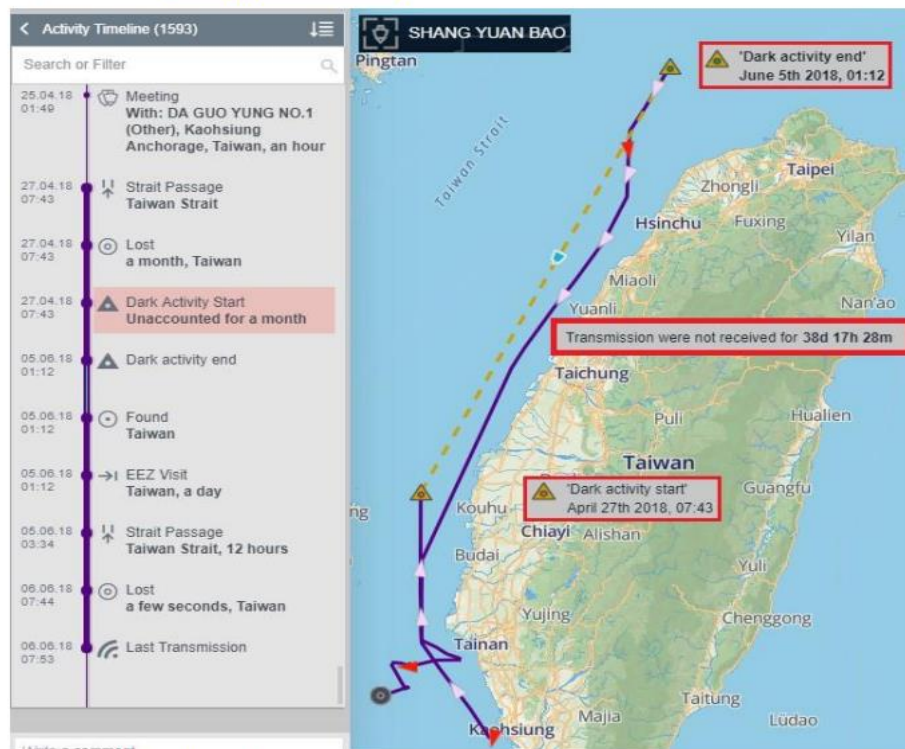 Activity Timeline (1593)
Search or Filter
25.04.18
01:49
Meeting
With: DA GUO YUNG NO.1
(Other), Kaohsiung
Anchorage, Taiwan, an hour
27.04.18
07:43
Strait Passage
Taiwan Strait
27.04.18
07:43
Lost
a month, Taiwan
27.04.18
07:43
Dark Activity Start
Unaccounted for a month
05.06.18
01:12
Dark activity end
05.06.18
01:12
Found
Taiwan
05.06.18
01:12
EEZ Visit
Taiwan, a day
05.06.18
03:34
Strait Passage
Taiwan Strait, 12 hours
06.06.18
07:44
Lost
a few seconds, Taiwan
06.06.18
07:53
Last Transmission
SHANG YUAN BAO
Pingtan
'Dark activity end'
June 5th 2018, 01:12
Taiwan Strait
Taipei
Zhongli
Hsinchu
Fuxing
Yilan
Miaoli
Nan'ao
Yuanli
Transmission were not received for 38d 17h 28m
Taichung
Puli
Hualien
Taiwan
'Dark activity start'
April 27th 2018, 07:43
Kouhu
Guangfu
Chiayi
Alishan
Budai
Yuli
Yujing
Chenggong
Tainan
Taitung
Kaohsiung
Majia
Lüdao